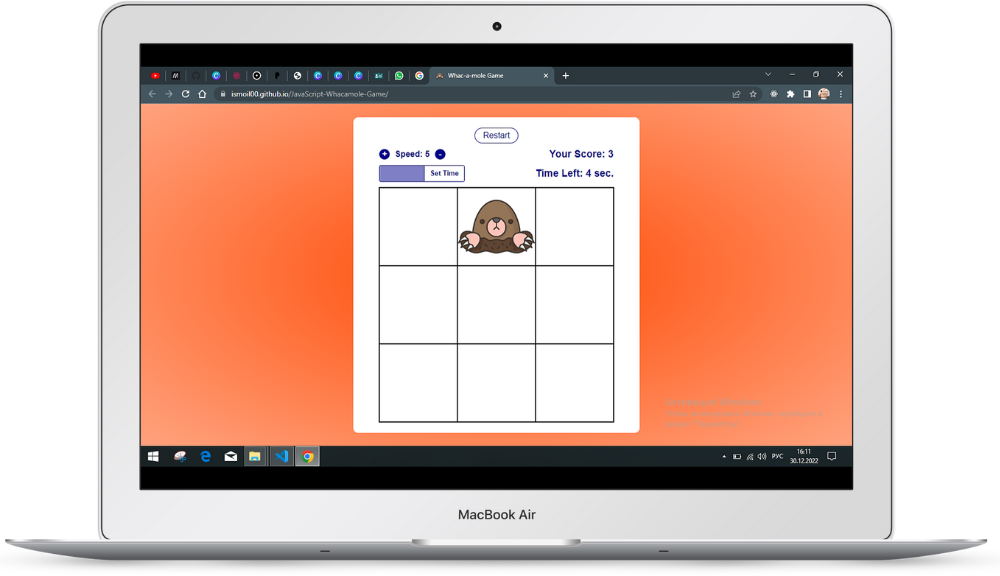 Whac-a-mole Game
ismoil00.github.io/JavaScript-Whacamole-Game/
Restart
+ Speed: 5 -
Your Score: 3
Set Time
Time Left: 4 sec.
16:11
РУС
30.12.2022
MacBook Air